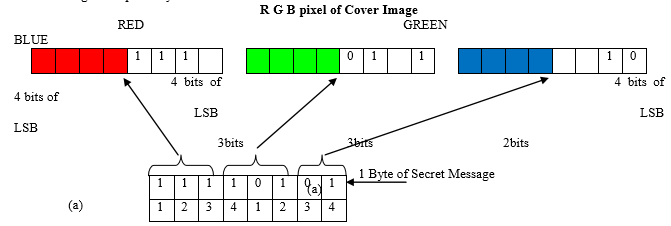 R G B pixel of Cover Image
RED GREEN
BLUE
1 1 1 0 1 1 1 0
4 bits of 4 bits of
4 bits of
LSB LSB
LSB
3bits 3bits 2bits
1 1 1 1 0 1 0 1 1 Byte of Secret Message
(a)
1 2 3 4 1 2 3 4
(a)